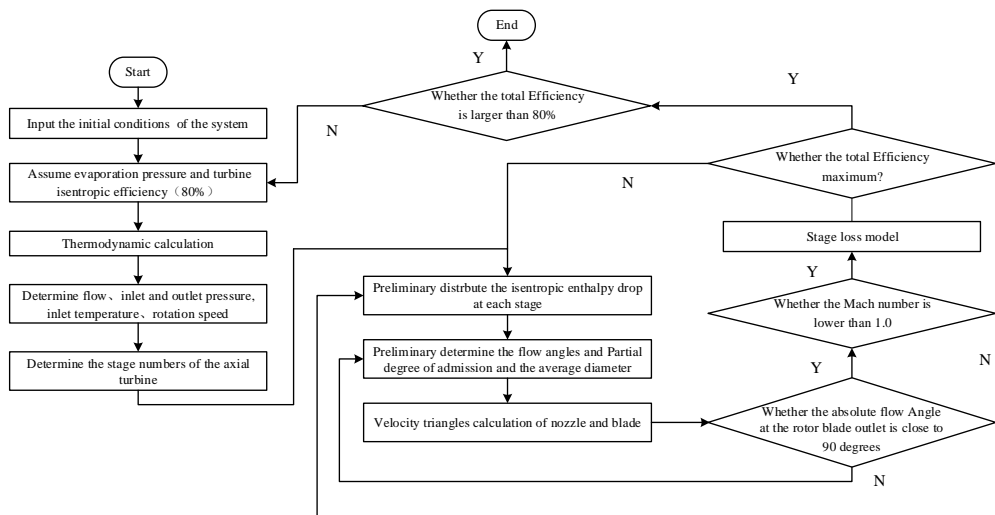 Start
Input the initial conditions of the system
Assume evaporation pressure and turbine
isentropic efficiency（80%）
Thermodynamic calculation
Determine flow、inlet and outlet pressure,
inlet temperature、rotation speed
Determine the stage numbers of the axial
turbine
End
Y
Whether the total Efficiency
is larger than 80%
N
Y
Whether the total Efficiency
maximum?
N
Stage loss model
Y
Whether the Mach number is
lower than 1.0
N
Y
Preliminary distrbute the isentropic enthalpy drop
at each stage
Preliminary determine the flow angles and Partial
degree of admission and the average diameter
Velocity triangles calculation of nozzle and blade
Whether the absolute flow Angle
at the rotor blade outlet is close to
90 degrees
N